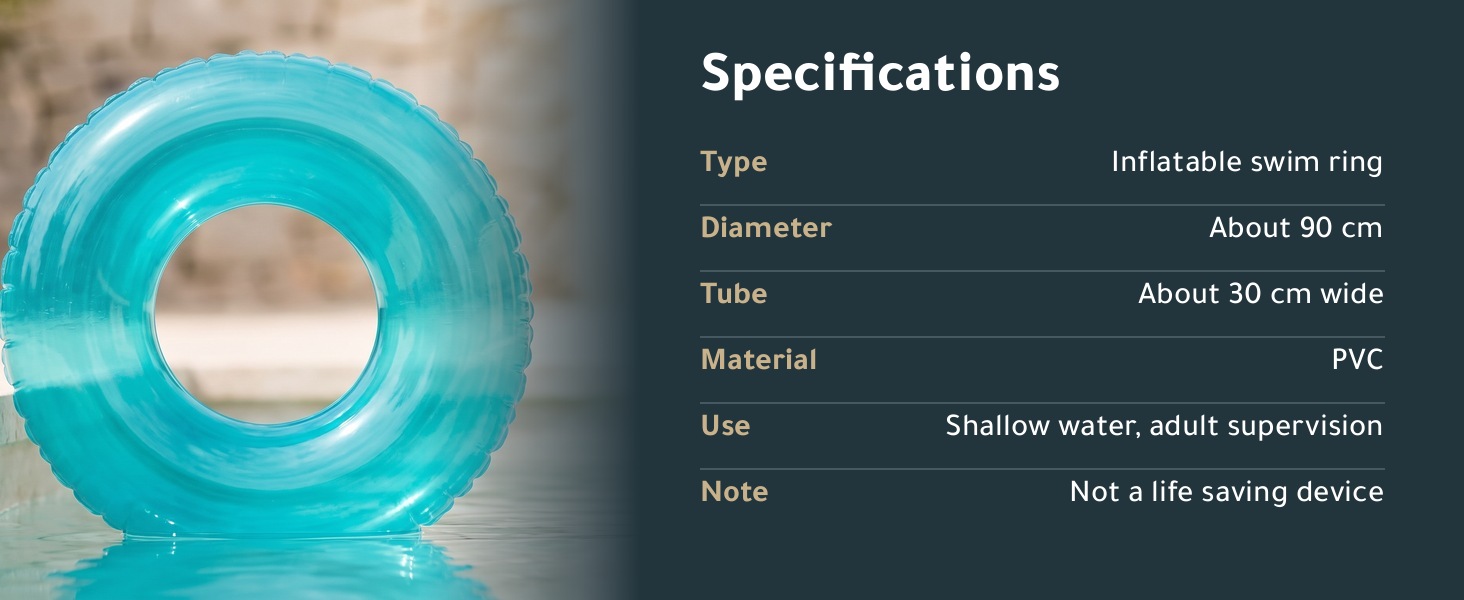 Specifications
Type Inflatable swim ring
Diameter About 90 cm
Tube About 30 cm wide
Material PVC
Use Shallow water, adult supervision
Note Not a life saving device